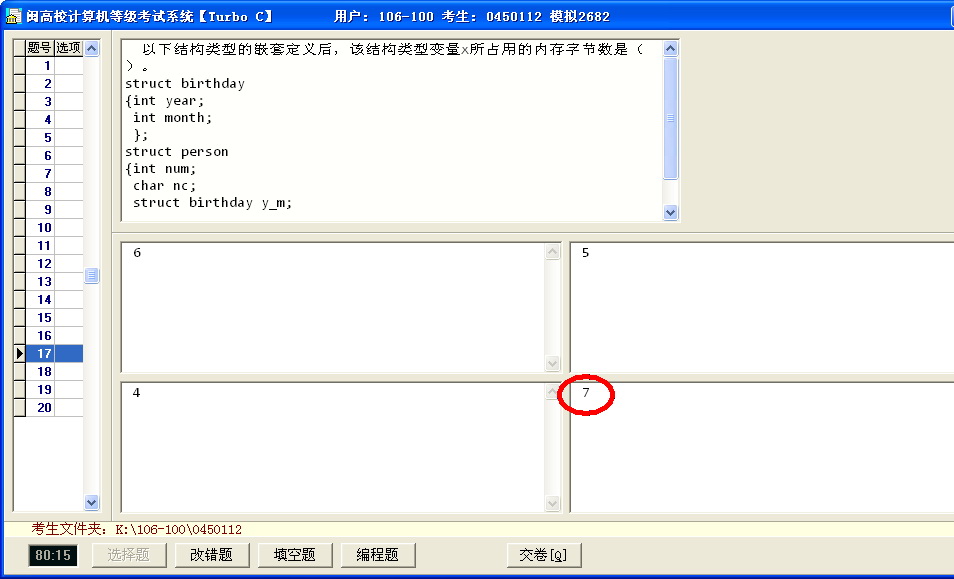 闽高校计算机等级考试系统【Turbo C】 用户: 106-100 考生: 0450112 模拟2682
题号 选项
1
2
3
4
5
6
7
8
9
10
11
12
13
14
15
16
17
18
19
20
以下结构类型的嵌套定义后，该结构类型变量x所占用的内存字节数是（
）。
struct birthday
{int year;
int month;
};
struct person
{int num;
char nc;
struct birthday y_m;
6
5
4
7
考生文件夹: K:\106-100\0450112
80:15 选择题 改错题 填空题 编程题 交卷[Q]